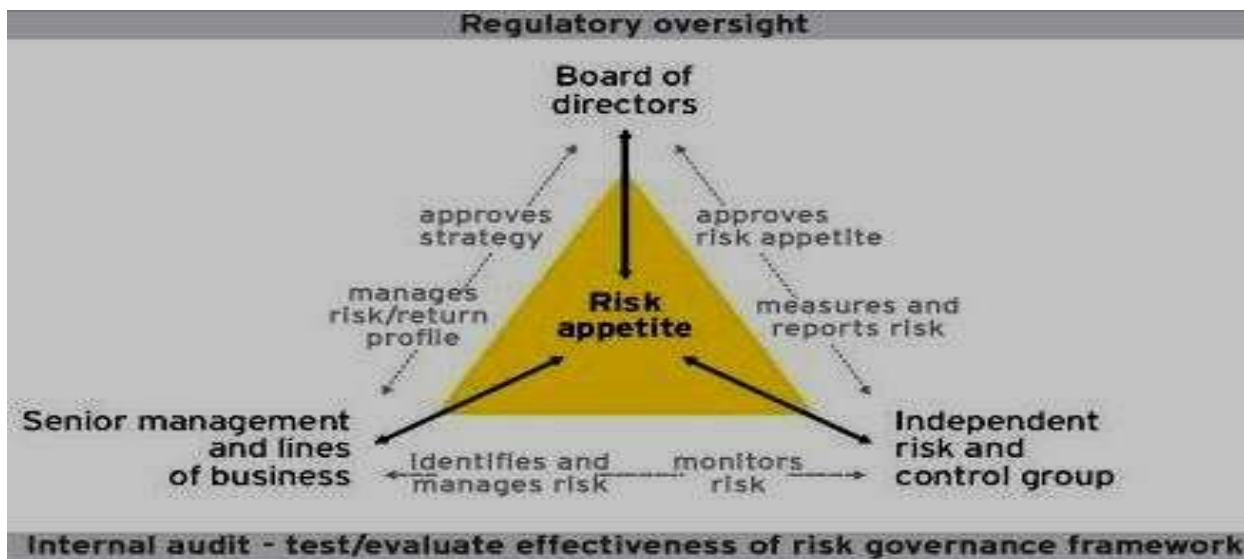 Regulatory oversight
Board of
directors
approves
strategy
approves
risk appetite
manages
risk/return
profile
Risk
appetite
measures and
reports risk
Senior management
and lines
of business
Independent
risk and
control group
identifies and
manages risk
monitors
risk
Internal audit - test/evaluate effectiveness of risk governance framework